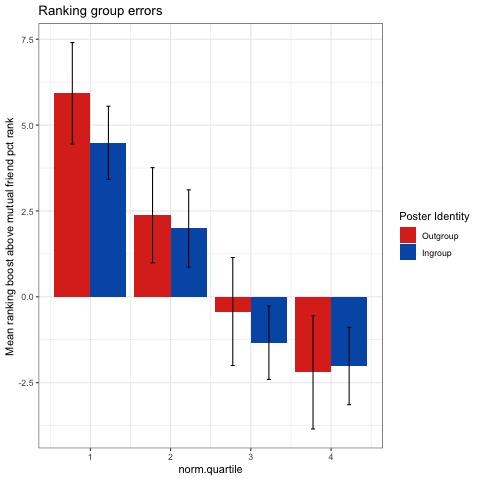 Ranking group errors
Mean ranking boost above mutual friend pct rank
7.5
5.0
2.5
0.0
-2.5
1 2 3 4
norm.quartile
Poster Identity
Outgroup
Ingroup